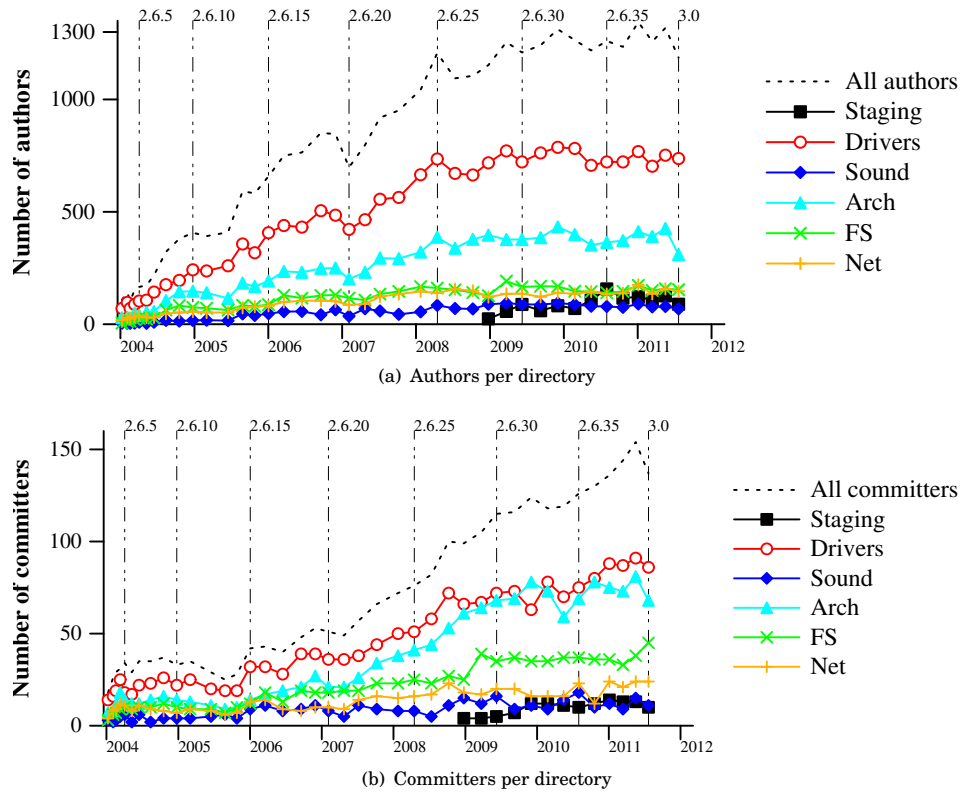 2.6.5 2.6.10 2.6.15 2.6.20 2.6.25 2.6.30 2.6.35 3.0
1300
1000
500
0
Number of authors
All authors
Staging
Drivers
Sound
Arch
FS
Net
2004 2005 2006 2007 2008 2009 2010 2011 2012
(a) Authors per directory
2.6.5 2.6.10 2.6.15 2.6.20 2.6.25 2.6.30 2.6.35 3.0
150
100
50
0
Number of committers
All committers
Staging
Drivers
Sound
Arch
FS
Net
2004 2005 2006 2007 2008 2009 2010 2011 2012
(b) Committers per directory